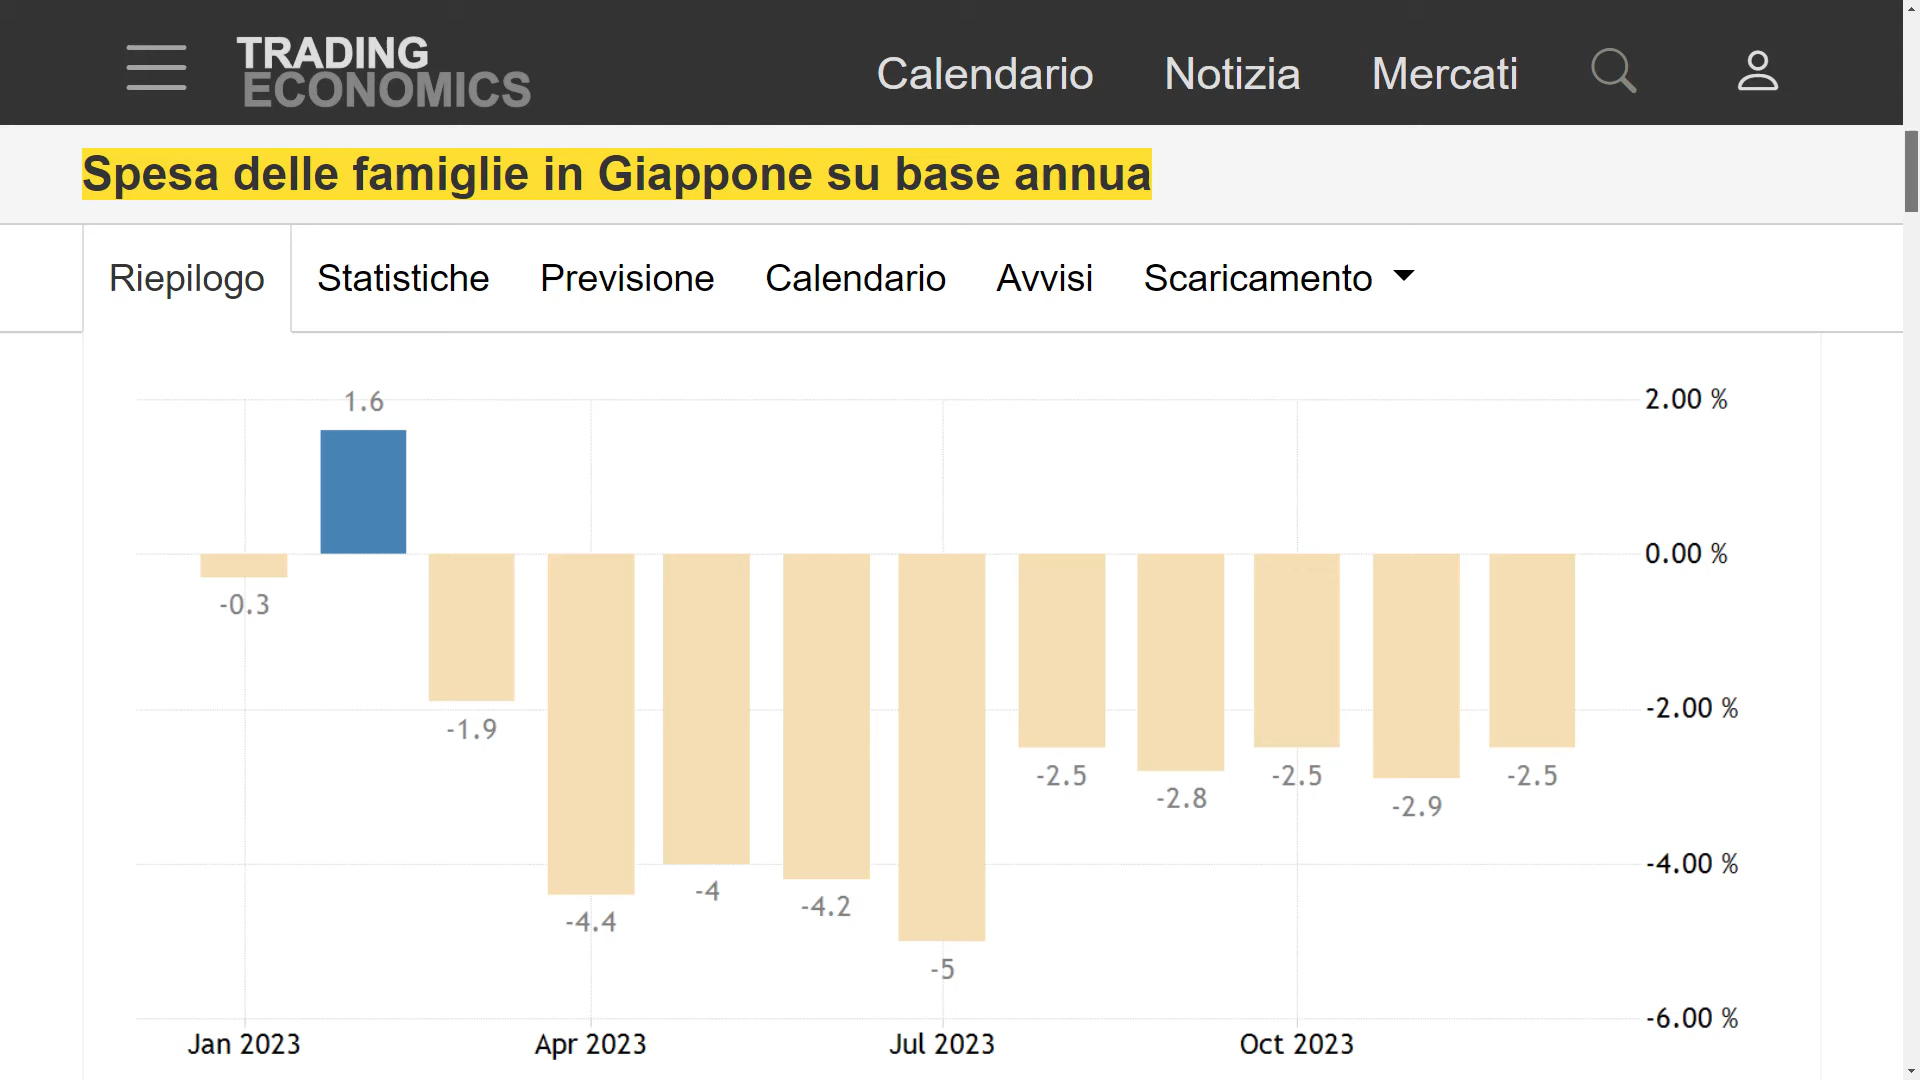 TRADING
ECONOMICS
Calendario Notizia Mercati
Spesa delle famiglie in Giappone su base annua
Riepilogo Statistiche Previsione Calendario Avvisi Scaricamento
1.6
2.00 %
0.00 %
-0.3
-2.00 %
-1.9
-2.5 -2.5 -2.5
-2.8
-2.9
-4.00 %
-4
-4.2
-4.4
-5
-6.00 %
Jan 2023 Apr 2023 Jul 2023 Oct 2023